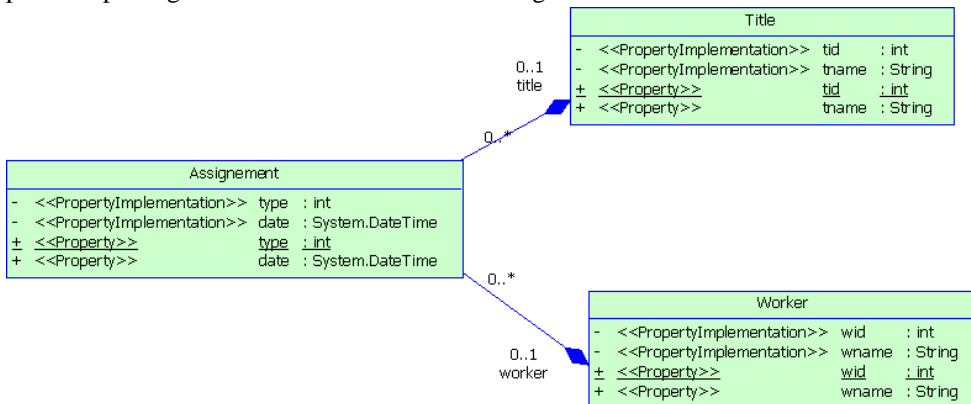 Title
- <<PropertyImplementation>> tid : int
- <<PropertyImplementation>> tname : String
+ <<Property>> tid : int
+ <<Property>> tname : String
0..1
title
0..*
Assignement
- <<PropertyImplementation>> type : int
- <<PropertyImplementation>> date : System.DateTime
+ <<Property>> type : int
+ <<Property>> date : System.DateTime
0..*
0..1
worker
Worker
- <<PropertyImplementation>> wid : int
- <<PropertyImplementation>> wname : String
+ <<Property>> wid : int
+ <<Property>> wname : String